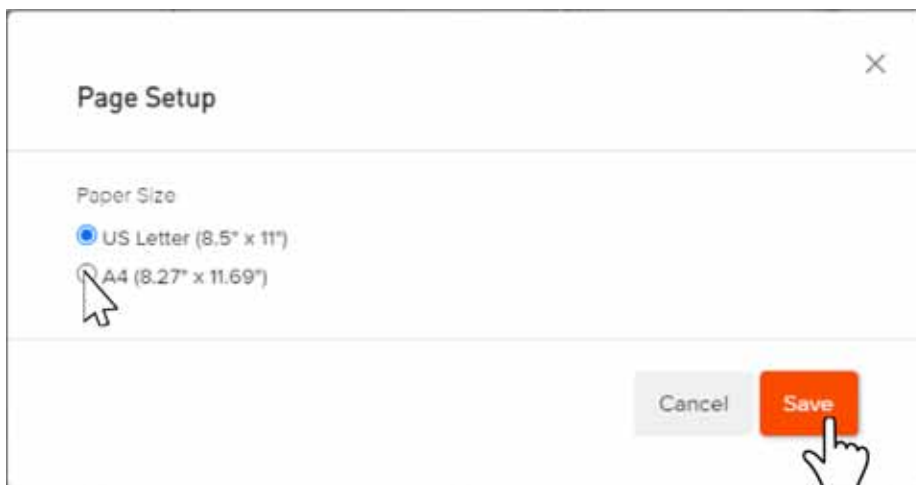 Page Setup
Paper Size
US Letter (8.5" x 11")
A4 (8.27" x 11.69")
Cancel
Save